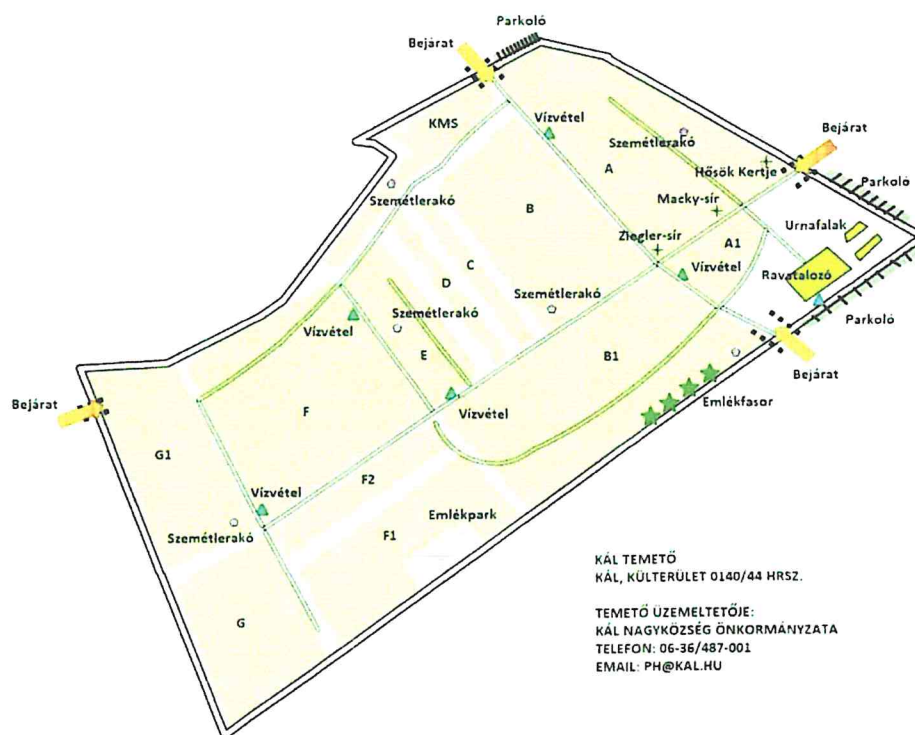 Parkoló
Bejárat
KMS
Vízvétel
Szemétlerakó
Bejárat
A
Hősök Kertje
Parkoló
Szemétlerakó
Macky-sír
B
Urnafalak
Ziegler-sír
A1
C
Vízvétel
Ravatalozó
D
Szemétlerakó
Szemétlerakó
Parkoló
Vízvétel
E
B1
Bejárat
Emlékfasor
Bejárat
Vízvétel
F
G1
F2
Vízvétel
Emlékpark
Szemétlerakó
F1
G
KÁL TEMETŐ
KÁL, KÜLTERÜLET 0140/44 HRSZ.
TEMETŐ ÜZEMELTETŐJE:
KÁL NAGYKÖZSÉG ÖNKORMÁNYZATA
TELEFON: 06-36/487-001
EMAIL: PH@KAL.HU